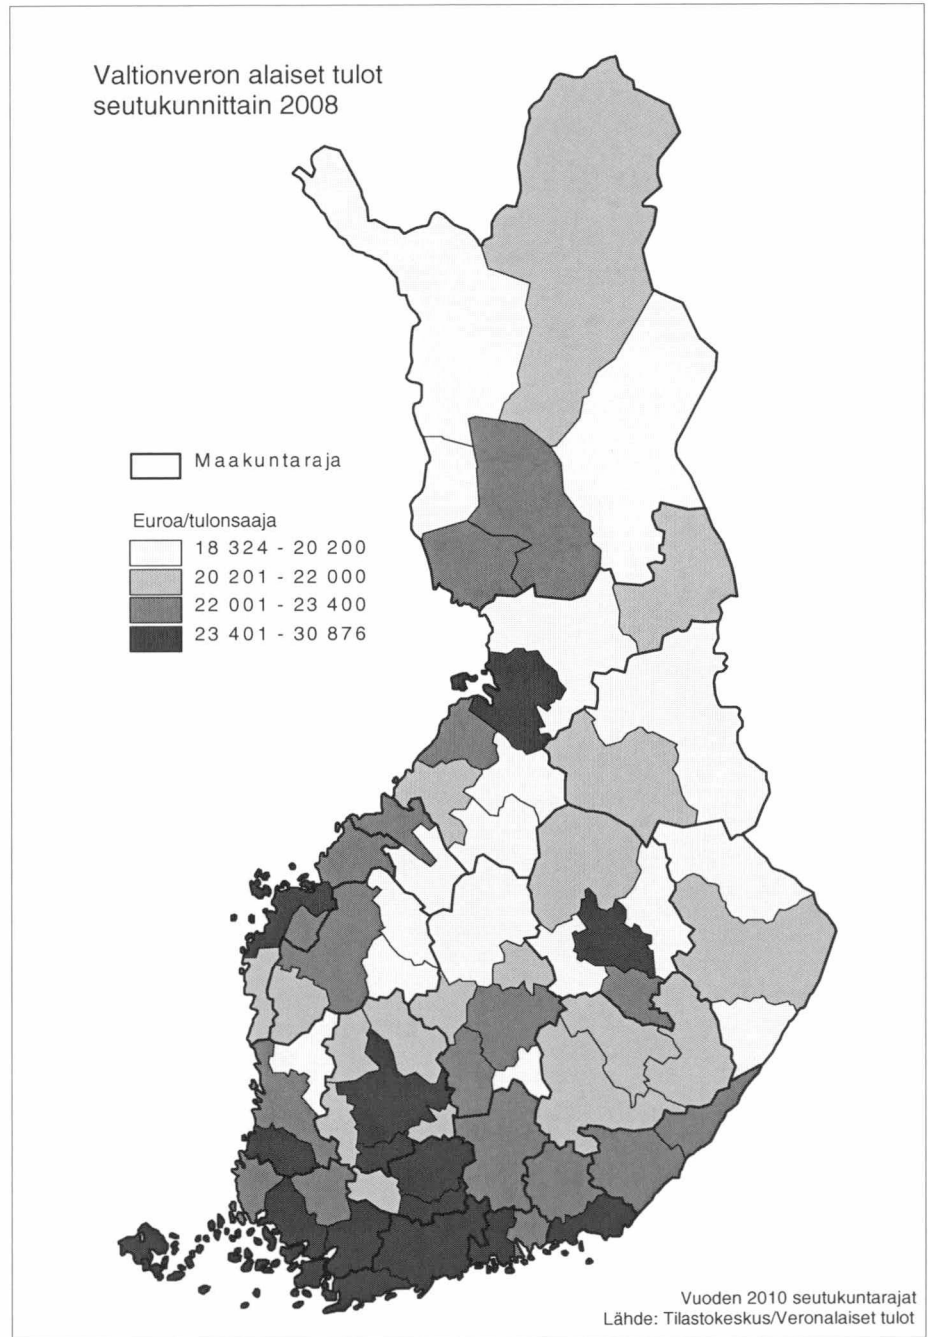 Valtionveron alaiset tulot
seutukunnittain 2008
Maakuntaraja
Euroa/tulonsaaja
18 324 - 20 200
20 201 - 22 000
22 001 - 23 400
23 401 - 30 876
Vuoden 2010 seutukuntarajat
Lähde: Tilastokeskus/Veronalaiset tulot